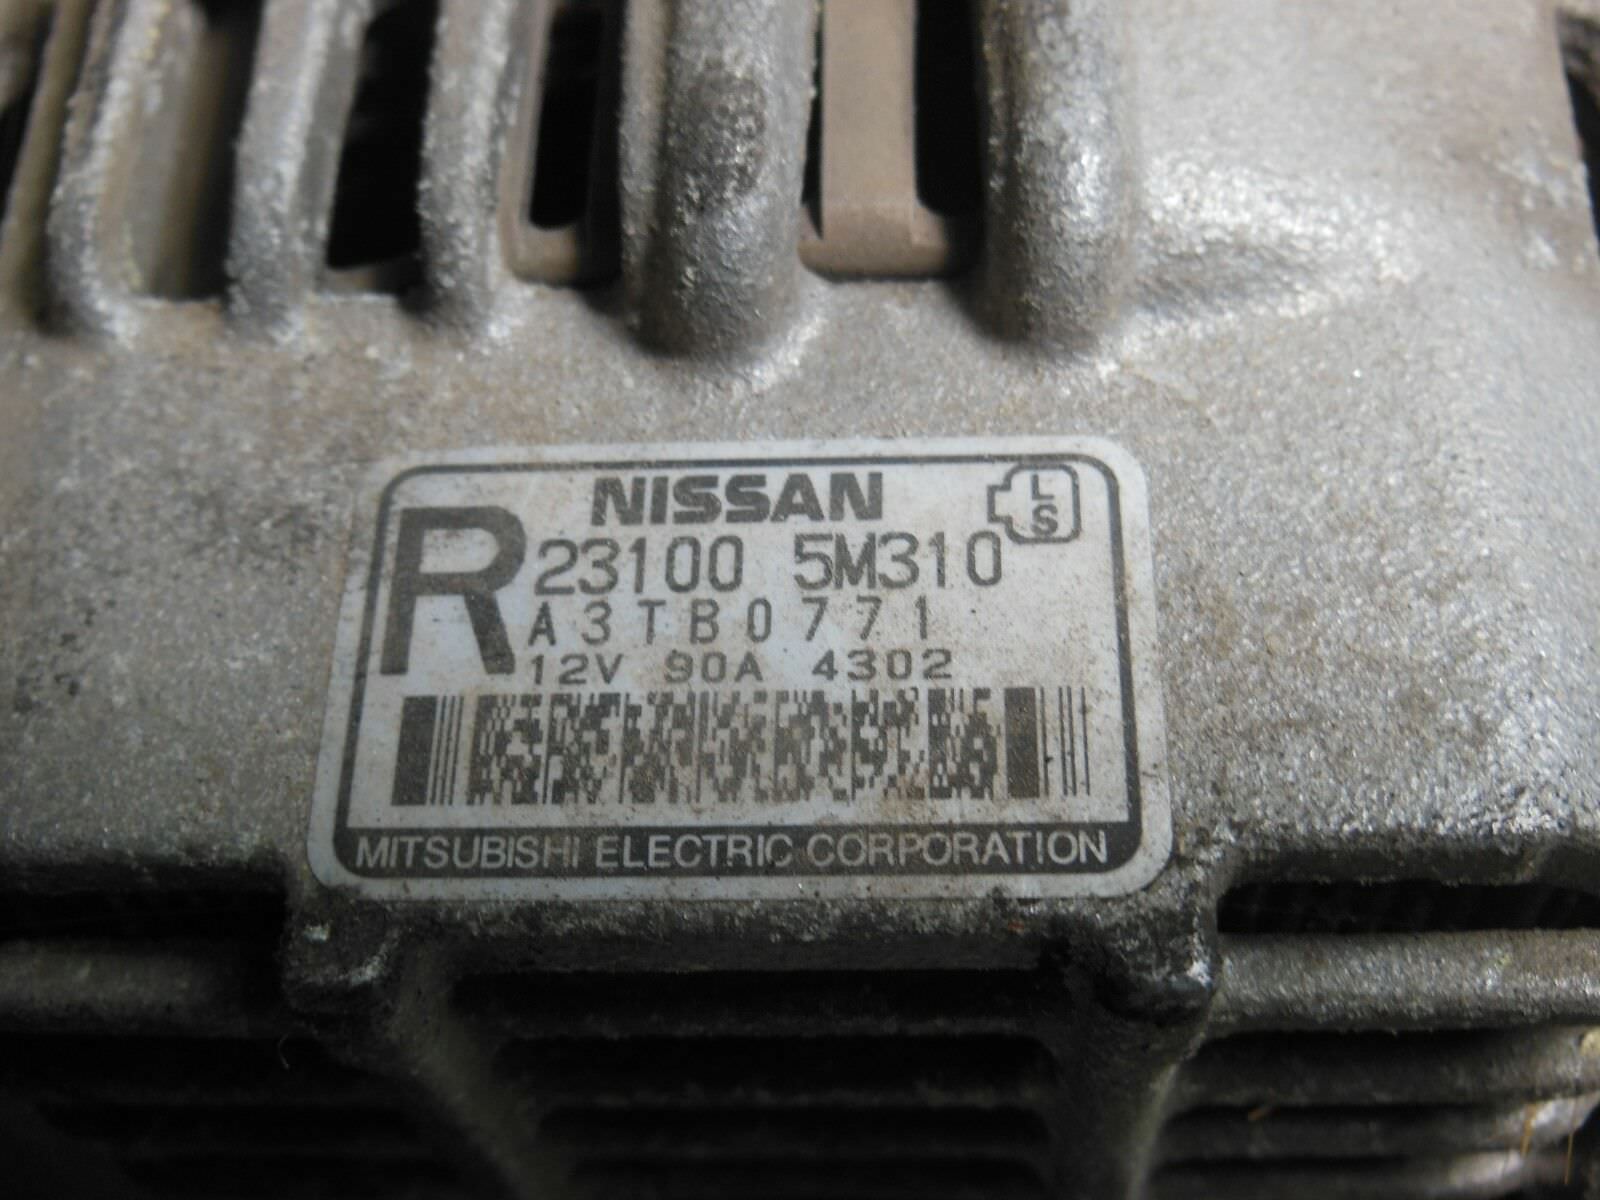 NISSAN
L
S
R
23100 5M310
A3TB0771
12V 90A 4302
MITSUBISHI ELECTRIC CORPORATION